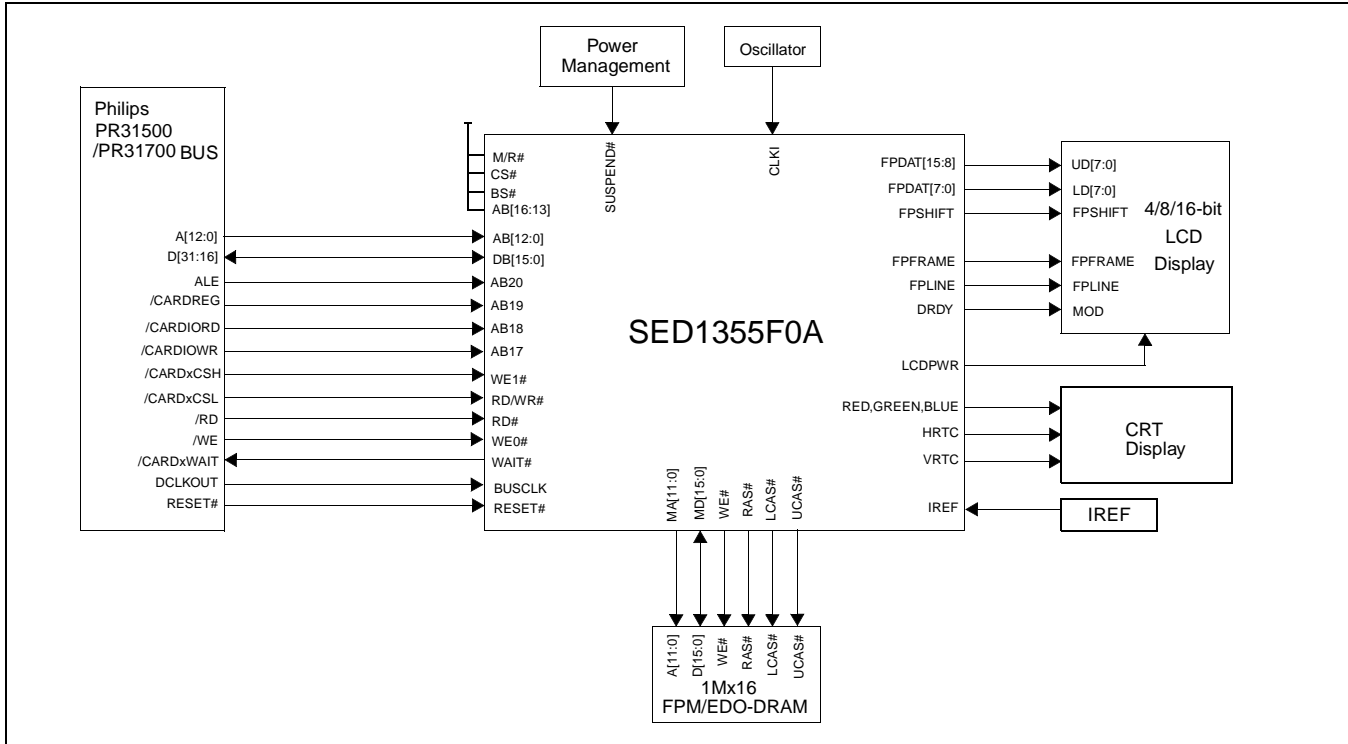 Power
Management
Oscillator
Philips
PR31500
/PR31700 BUS
A[12:0]
D[31:16]
ALE
/CARDREG
/CARDIORD
/CARDIOWR
/CARDxCSH
/CARDxCSL
/RD
/WE
/CARDxWAIT
DCLKOUT
RESET#
M/R#
CS#
BS#
AB[16:13]
AB[12:0]
DB[15:0]
AB20
AB19
AB18
AB17
WE1#
RD/WR#
RD#
WE0#
WAIT#
BUSCLK
RESET#
SUSPEND#
CLKI
SED1355F0A
FPDAT[15:8]
FPDAT[7:0]
FPSHIFT
FPFRAME
FPLINE
DRDY
LCDPWR
RED,GREEN,BLUE
HRTC
VRTC
IREF
UD[7:0]
LD[7:0]
FPSHIFT
FPFRAME
FPLINE
MOD
4/8/16-bit
LCD
Display
CRT
Display
IREF
MA[11:0]
MD[15:0]
WE#
RAS#
LCAS#
UCAS#
A[11:0]
D[15:0]
WE#
RAS#
LCAS#
UCAS#
1Mx16
FPM/EDO-DRAM